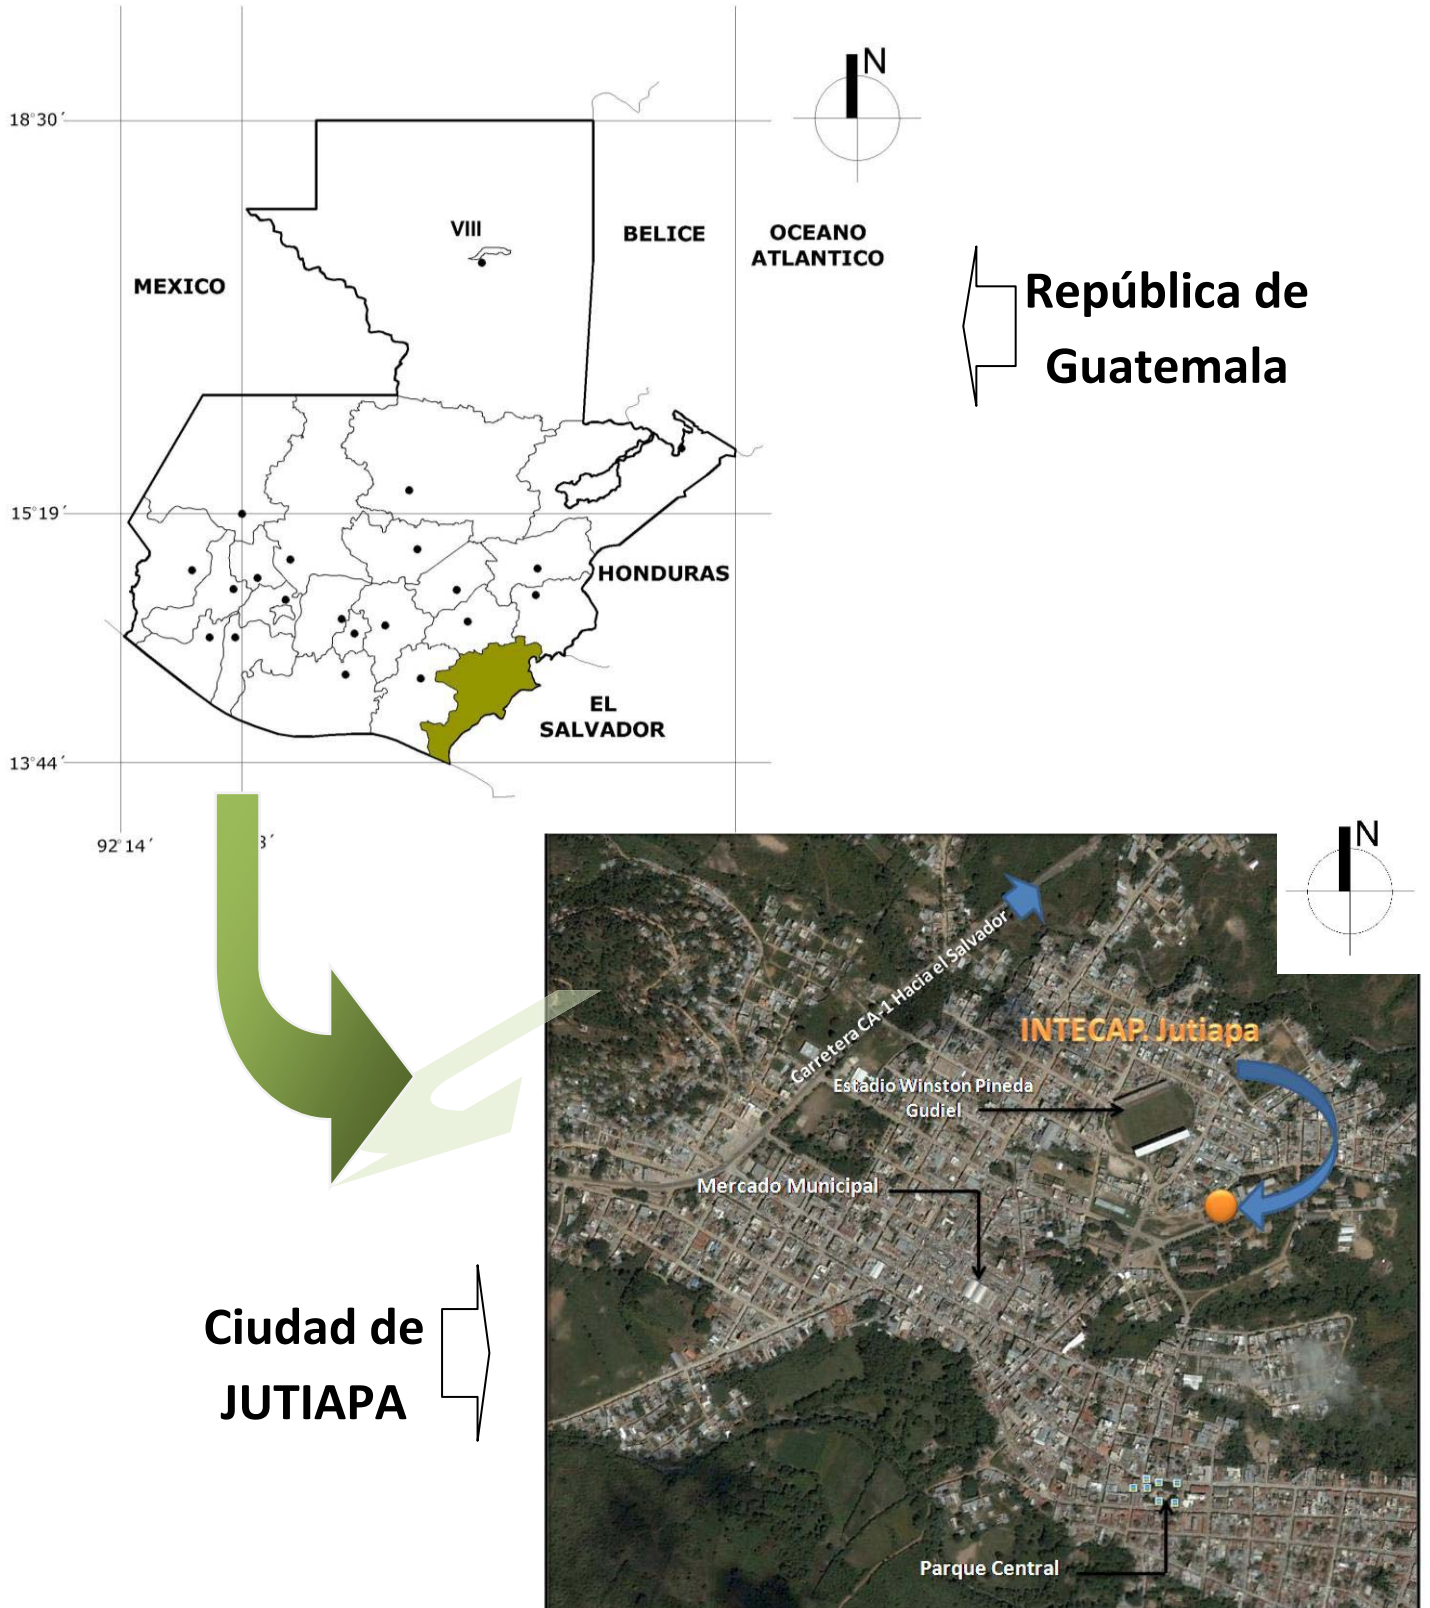 N
18°30´
VIII
BELICE
OCEANO
ATLANTICO
MEXICO
República de
Guatemala
15°19´
HONDURAS
EL
SALVADOR
13°44´
92°14´
3´
N
Carretera CA-1 Hacia el Salvador
INTECAP. Jutiapa
Estadio Winston Pineda
Gudiel
Mercado Municipal
Ciudad de
JUTIAPA
Parque Central